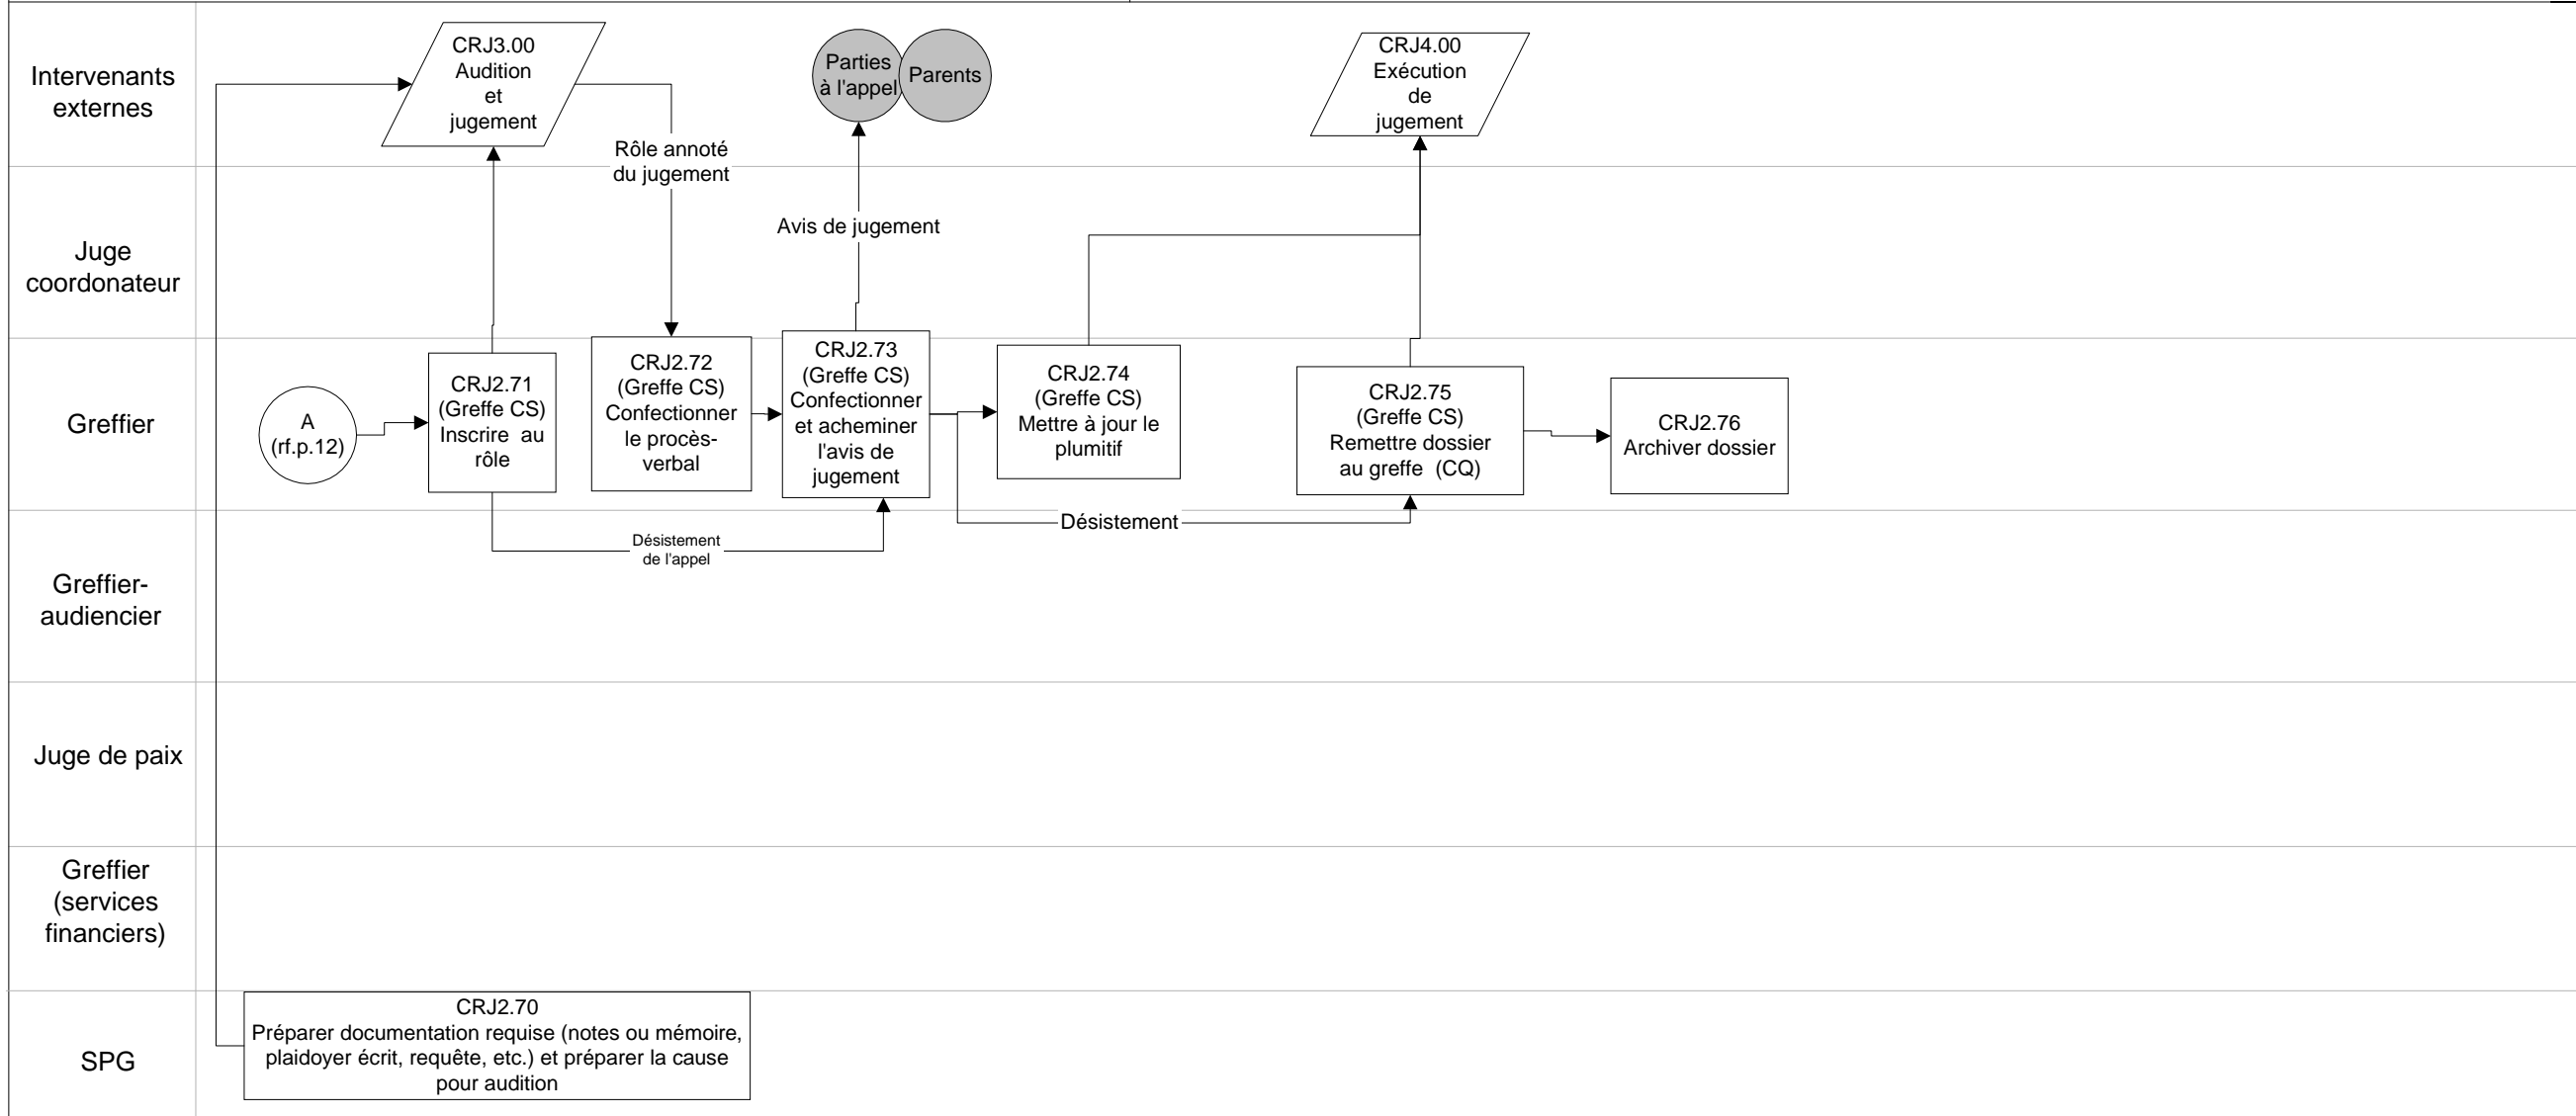 Intervenants
externes
CRJ3.00
Audition
et
jugement
Parties
à l'appel
Parents
CRJ4.00
Exécution
de
jugement
Rôle annoté
du jugement
Juge
coordonateur
Avis de jugement
Greffier
A
(rf.p.12)
CRJ2.71
(Greffe CS)
Inscrire au
rôle
CRJ2.72
(Greffe CS)
Confectionner
le procès-
verbal
CRJ2.73
(Greffe CS)
Confectionner
et acheminer
l'avis de
jugement
CRJ2.74
(Greffe CS)
Mettre à jour le
plumitif
CRJ2.75
(Greffe CS)
Remettre dossier
au greffe (CQ)
CRJ2.76
Archiver dossier
Désistement
Désistement
de l'appel
Greffier-
audiencier
Juge de paix
Greffier
(services
financiers)
SPG
CRJ2.70
Préparer documentation requise (notes ou mémoire,
plaidoyer écrit, requête, etc.) et préparer la cause
pour audition